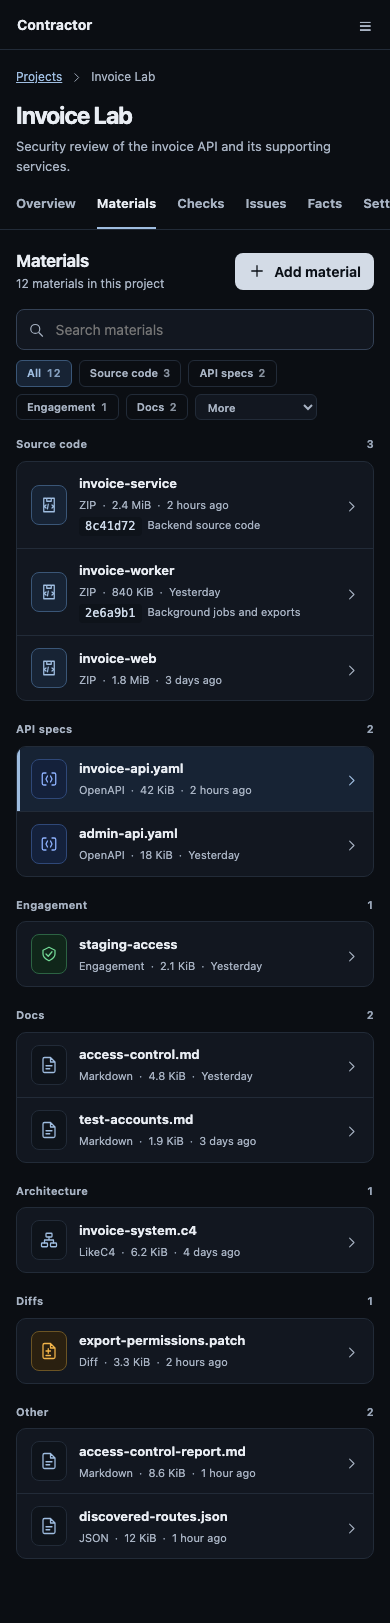 Contractor
Projects > Invoice Lab
Invoice Lab
Security review of the invoice API and its supporting
services.
Overview Materials Checks Issues Facts Sett
Materials
12 materials in this project
+ Add material
Search materials
All 12 Source code 3 API specs 2
Engagement 1 Docs 2 More
Source code 3
invoice-service
ZIP · 2.4 MiB · 2 hours ago
8c41d72 Backend source code
invoice-worker
ZIP · 840 KiB · Yesterday
2e6a9b1 Background jobs and exports
invoice-web
ZIP · 1.8 MiB · 3 days ago
API specs 2
invoice-api.yaml
OpenAPI · 42 KiB · 2 hours ago
admin-api.yaml
OpenAPI · 18 KiB · Yesterday
Engagement 1
staging-access
Engagement · 2.1 KiB · Yesterday
Docs 2
access-control.md
Markdown · 4.8 KiB · Yesterday
test-accounts.md
Markdown · 1.9 KiB · 3 days ago
Architecture 1
invoice-system.c4
LikeC4 · 6.2 KiB · 4 days ago
Diffs 1
export-permissions.patch
Diff · 3.3 KiB · 2 hours ago
Other 2
access-control-report.md
Markdown · 8.6 KiB · 1 hour ago
discovered-routes.json
JSON · 12 KiB · 1 hour ago